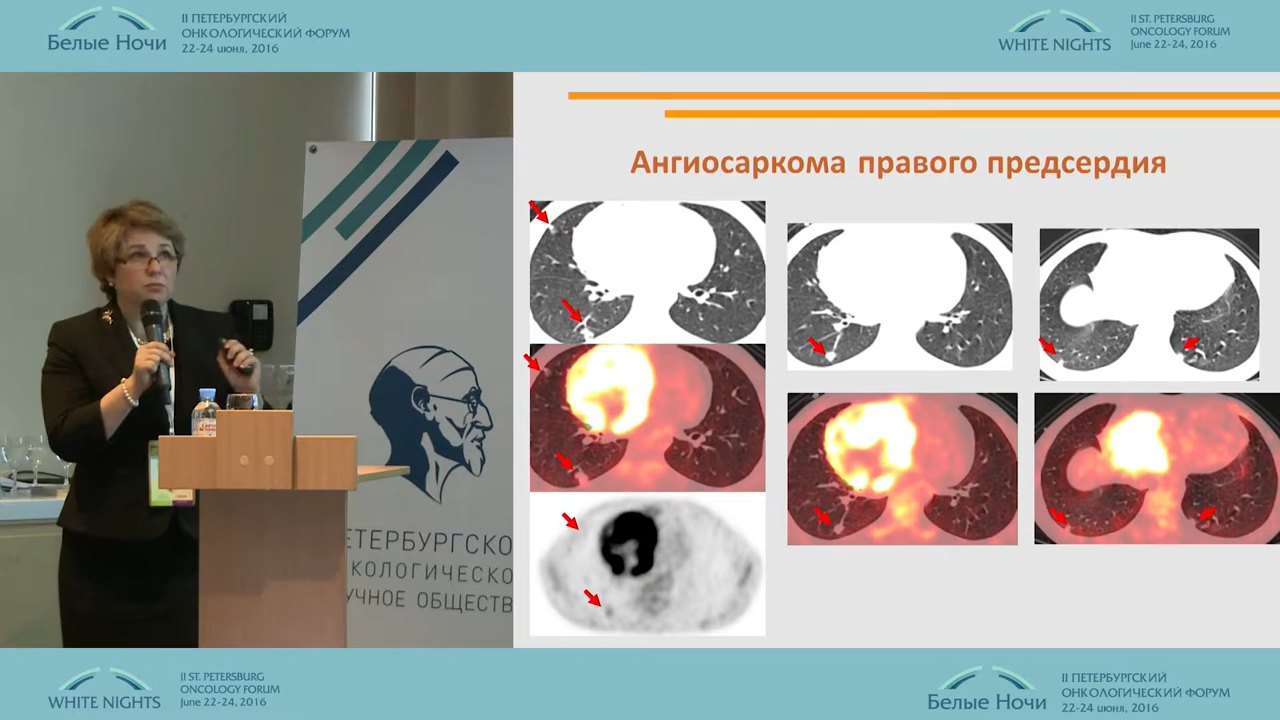 Белые Ночи
II ПЕТЕРБУРГСКИЙ
ОНКОЛОГИЧЕСКИЙ ФОРУМ
22-24 июня, 2016
WHITE NIGHTS
II ST. PETERSBURG
ONCOLOGY FORUM
June 22-24, 2016
Ангиосаркома правого предсердия
ЕТЕРБУРГСКО
КОЛОГИЧЕСКО
УЧНОЕ ОБЩЕСТВ
WHITE NIGHTS
II ST. PETERSBURG
ONCOLOGY FORUM
June 22-24, 2016
Белые Ночи
II ПЕТЕРБУРГСКИЙ
ОНКОЛОГИЧЕСКИЙ ФОРУМ
22-24 июня, 2016